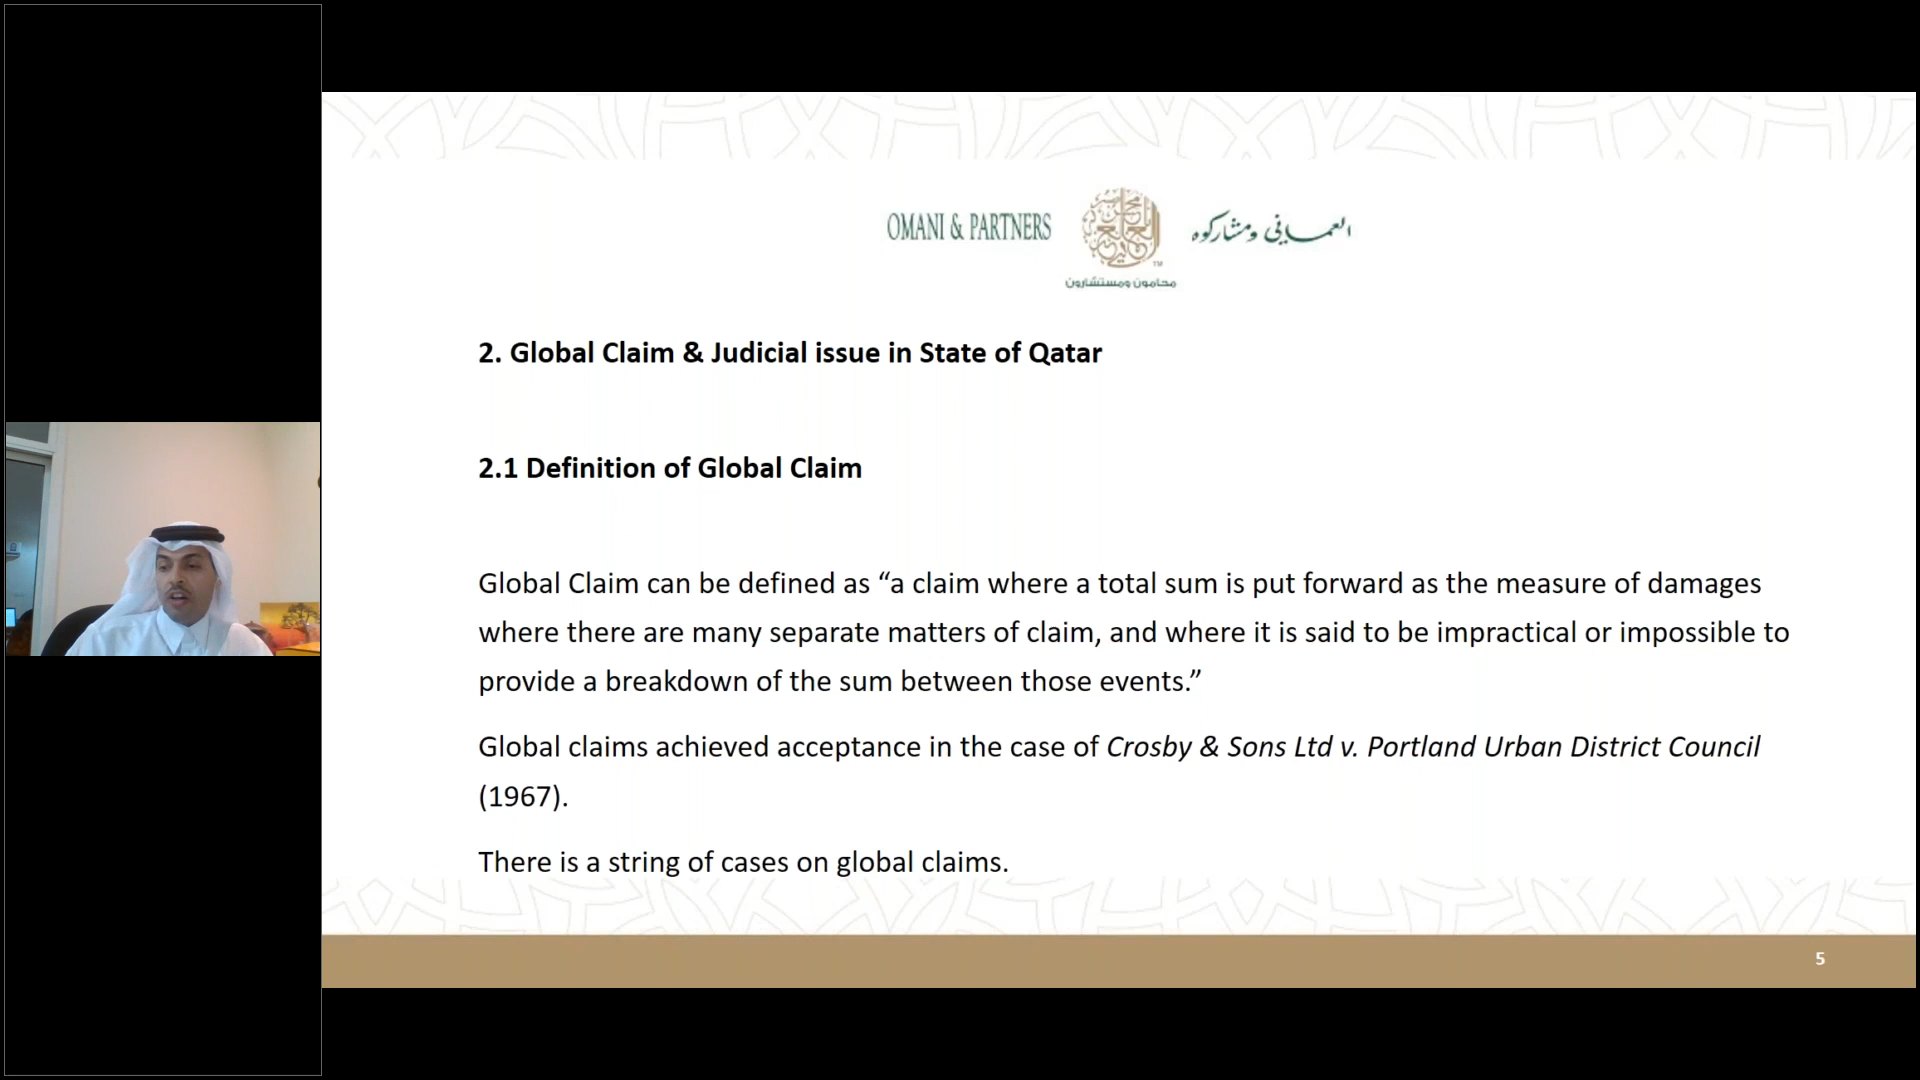 OMANI & PARTNERS
العمـاني ومشاركوه
TM
محامون ومستشارون
2. Global Claim & Judicial issue in State of Qatar
2.1 Definition of Global Claim
Global Claim can be defined as “a claim where a total sum is put forward as the measure of damages
where there are many separate matters of claim, and where it is said to be impractical or impossible to
provide a breakdown of the sum between those events.”
Global claims achieved acceptance in the case of Crosby & Sons Ltd v. Portland Urban District Council
(1967).
There is a string of cases on global claims.
5